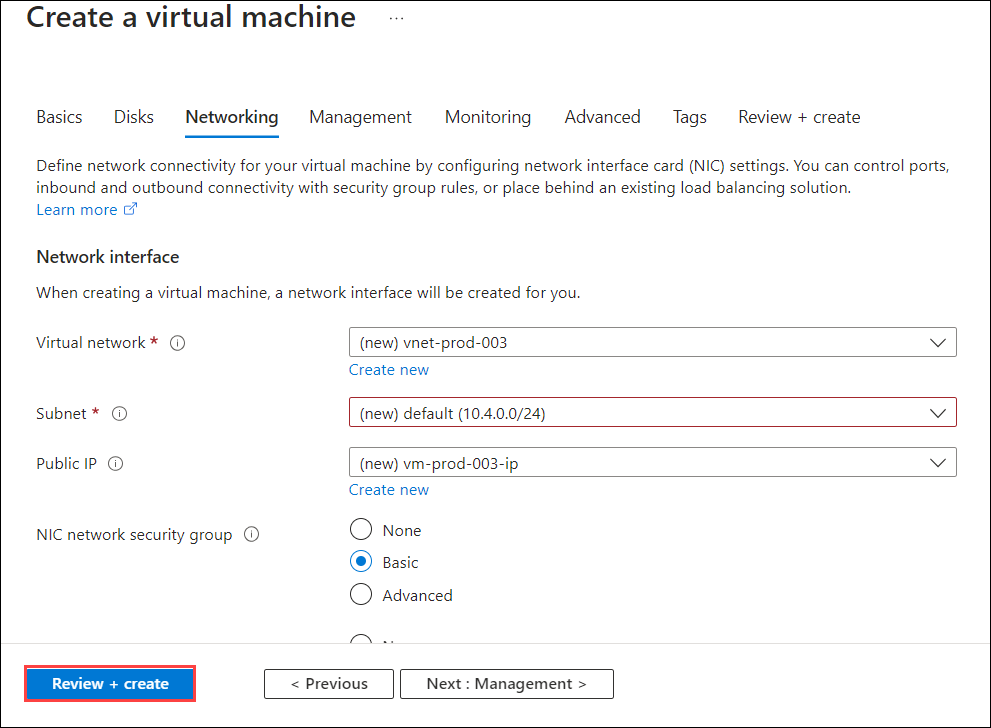 Create a virtual machine ...
Basics Disks Networking Management Monitoring Advanced Tags Review + create
Define network connectivity for your virtual machine by configuring network interface card (NIC) settings. You can control ports,
inbound and outbound connectivity with security group rules, or place behind an existing load balancing solution.
Learn more
Network interface
When creating a virtual machine, a network interface will be created for you.
Virtual network * (new) vnet-prod-003
Create new
Subnet * (new) default (10.4.0.0/24)
Public IP (new) vm-prod-003-ip
Create new
NIC network security group None
Basic
Advanced
Review + create < Previous Next : Management >